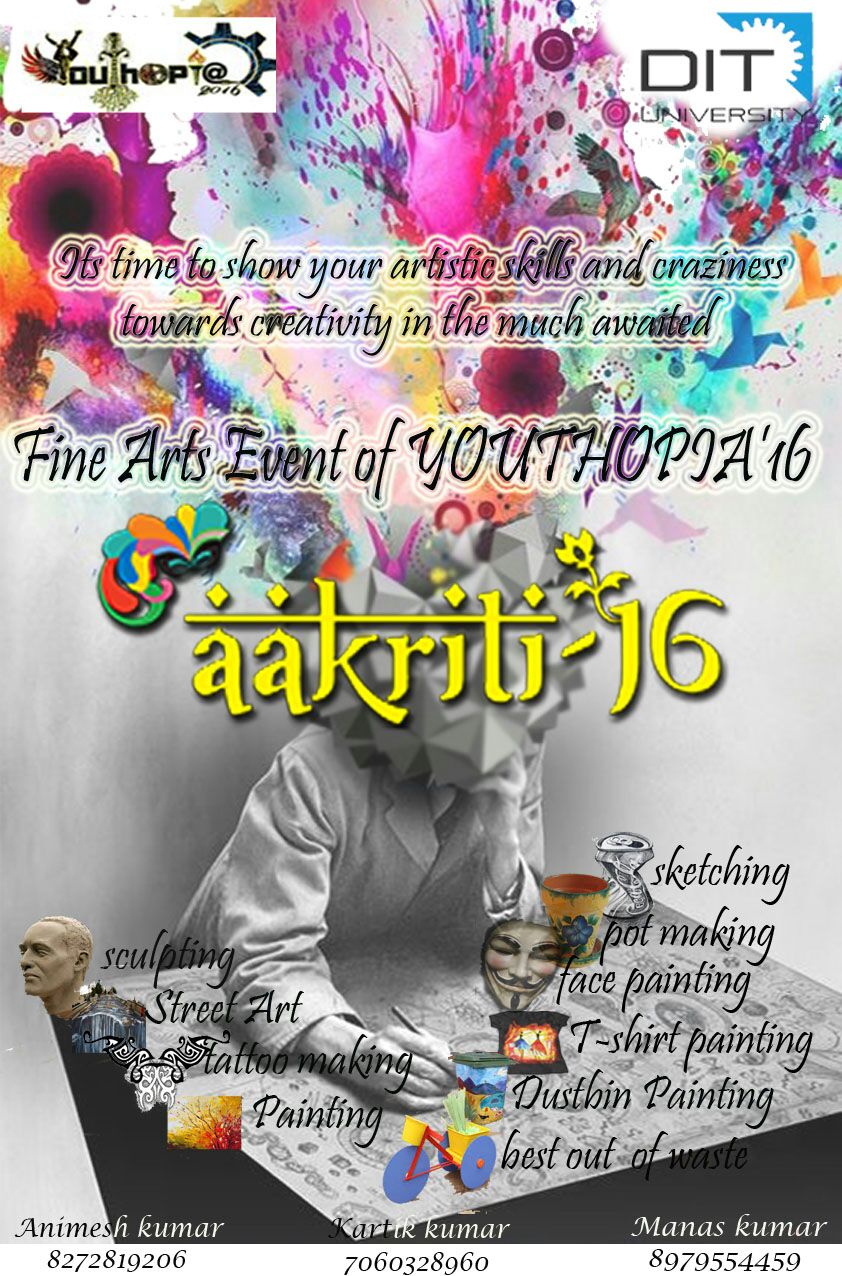 Youthopi@
2016
DIT
UNIVERSITY
Its time to show your artistic skills and craziness
towards creativity in the much awaited
Fine Arts Event of YOUTHOPIA'16
aakriti-16
sketching
pot making
face painting
T-shirt painting
Dustbin Painting
best out of waste
sculpting
Street Art
tattoo making
Painting
Animesh kumar
8272819206
Kartik kumar
7060328960
Manas kumar
8979554459